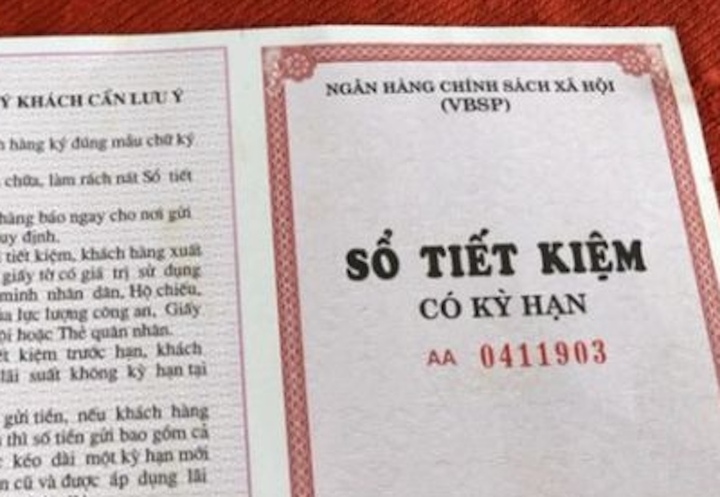 Ý KHÁCH CẦN LƯU Ý
hàng ký đúng mẫu chữ ký
chữa, làm rách nát Sổ tiết
hàng báo ngay cho nơi gửi
uy định.
tiết kiệm, khách hàng xuất
giấy tờ có giá trị sử dụng
minh nhân dân, Hộ chiếu,
ủa lực lượng công an, Giấy
hoặc Thẻ quân nhân.
kiệm trước hạn, khách
lãi suất không kỳ hạn tại
gửi tiền, nếu khách hàng
thì số tiền gửi bao gồm cả
kéo dài một kỳ hạn mới
cũ và được áp dụng lãi
NGÂN HÀNG CHÍNH SÁCH XÃ HỘI
(VBSP)
SỔ TIẾT KIỆM
CÓ KỲ HẠN
AA 0411903